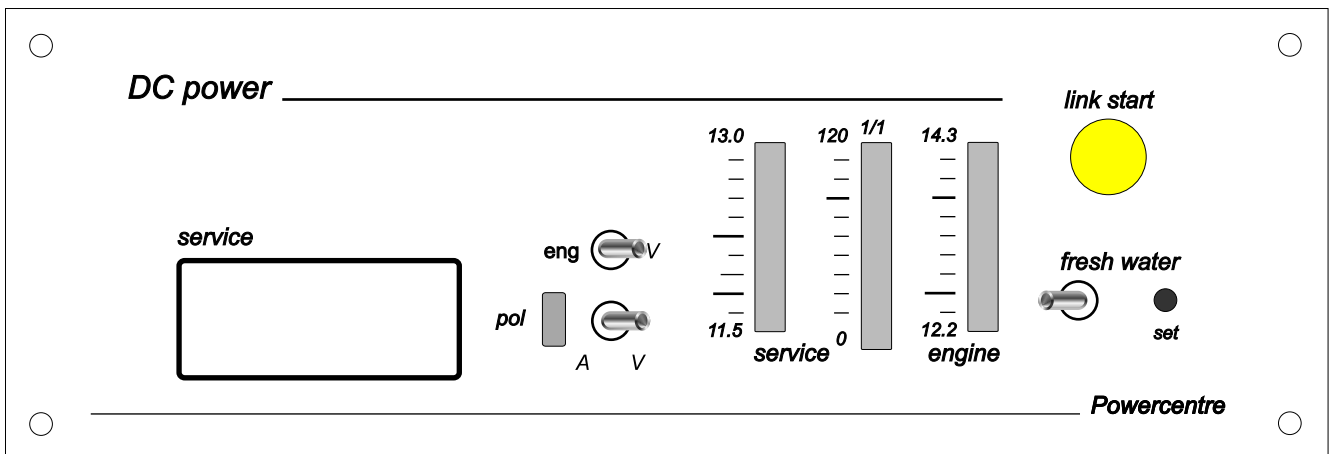 DC power
link start
13.0
120
1/1
14.3
service
eng
V
fresh water
pol
11.5
0
12.2
set
service
engine
A
V
Powercentre